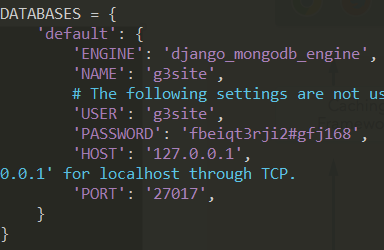 DATABASES = {
'default': {
'ENGINE': 'django_mongodb_engine',
'NAME': 'g3site',
# The following settings are not us
'USER': 'g3site',
'PASSWORD': 'fbeiqt3rji2#gfj168',
'HOST': '127.0.0.1',
0.0.1' for localhost through TCP.
'PORT': '27017',
}
}